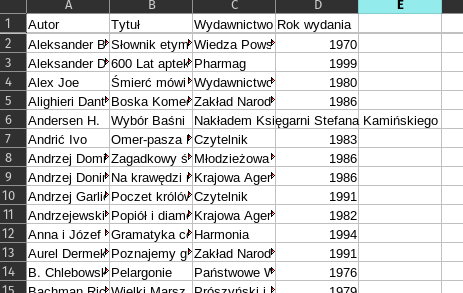 A B C D E
1 Autor Tytuł Wydawnictwo Rok wydania
2 Aleksander B Słownik etym Wiedza Pows 1970
3 Aleksander D 600 Lat aptek Pharmag 1999
4 Alex Joe Śmierć mówi Wydawnictwo 1980
5 Alighieri Dant Boska Kome Zakład Narod 1986
6 Andersen H. Wybór Baśni Nakładem Księgarni Stefana Kamińskiego
7 Andrić Ivo Omer-pasza Czytelnik 1983
8 Andrzej Domi Zagadkowy ś Młodzieżowa 1986
9 Andrzej Donin Na krawędzi Krajowa Ager 1986
10 Andrzej Garli Poczet królów Czytelnik 1991
11 Andrzejewski Popiół i diam Krajowa Ager 1982
12 Anna i Józef Gramatyka c Harmonia 1994
13 Aurel Dermek Poznajemy g Zakład Narod 1991
14 B. Chlebowsk Pelargonie Państwowe W 1976
15 Bachman Ric Wielki Marsz Prószyński i 1979